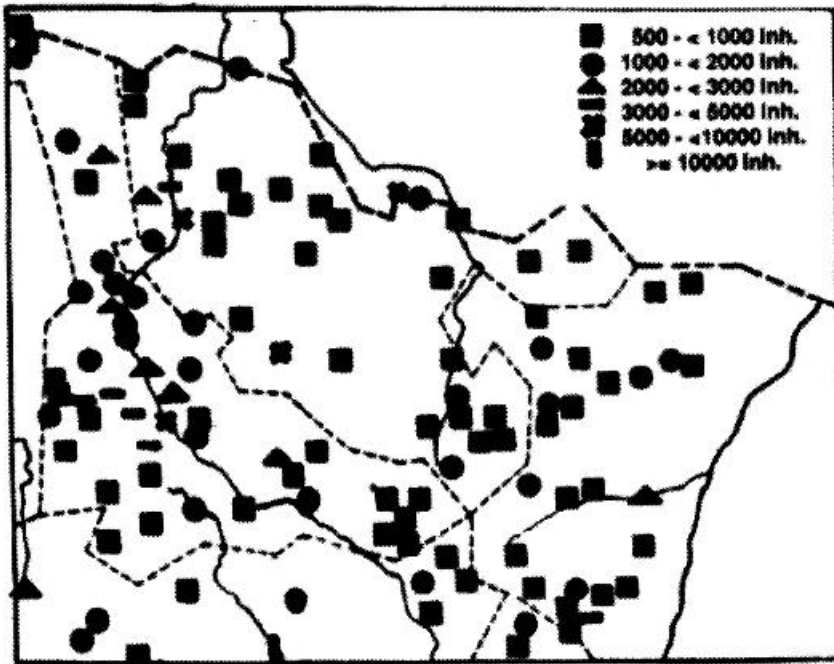 500 - < 1000 Inh.
1000 - < 2000 Inh.
2000 - < 3000 Inh.
3000 - < 5000 Inh.
5000 - <10000 Inh.
>= 10000 Inh.